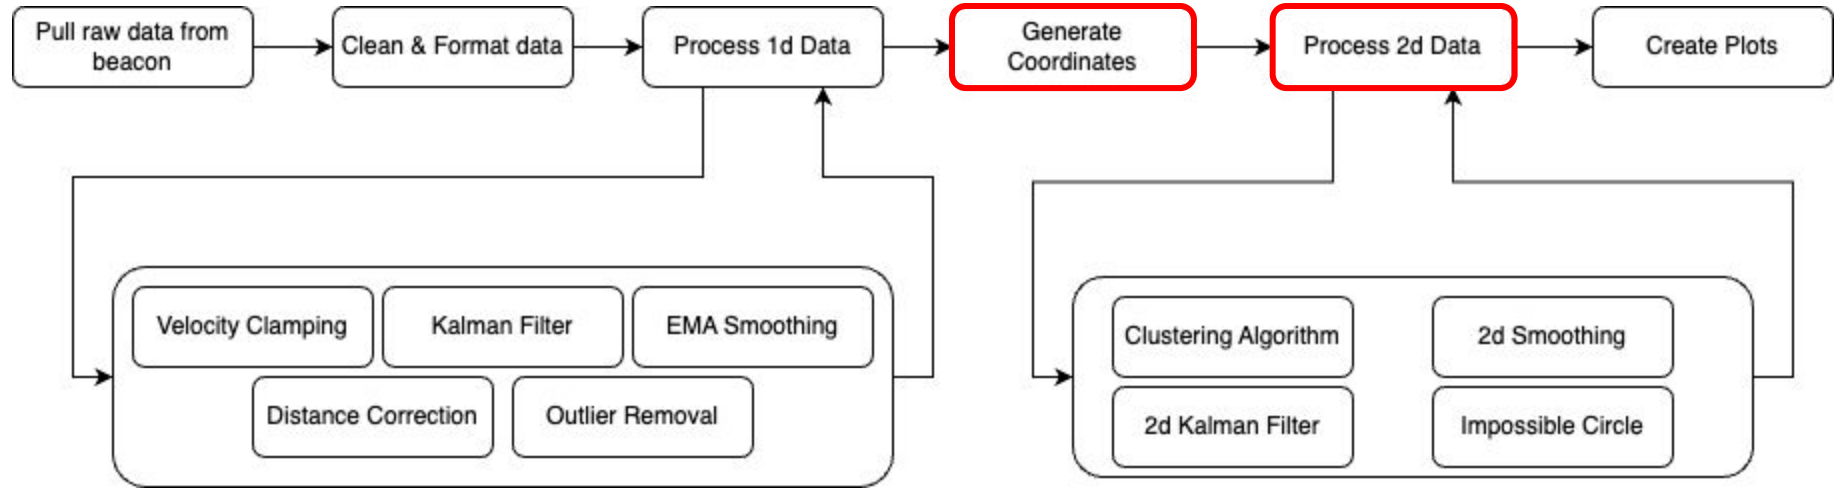 Pull raw data from
beacon
Clean & Format data
Process 1d Data
Generate
Coordinates
Process 2d Data
Create Plots
Velocity Clamping
Kalman Filter
EMA Smoothing
Distance Correction
Outlier Removal
Clustering Algorithm
2d Smoothing
2d Kalman Filter
Impossible Circle